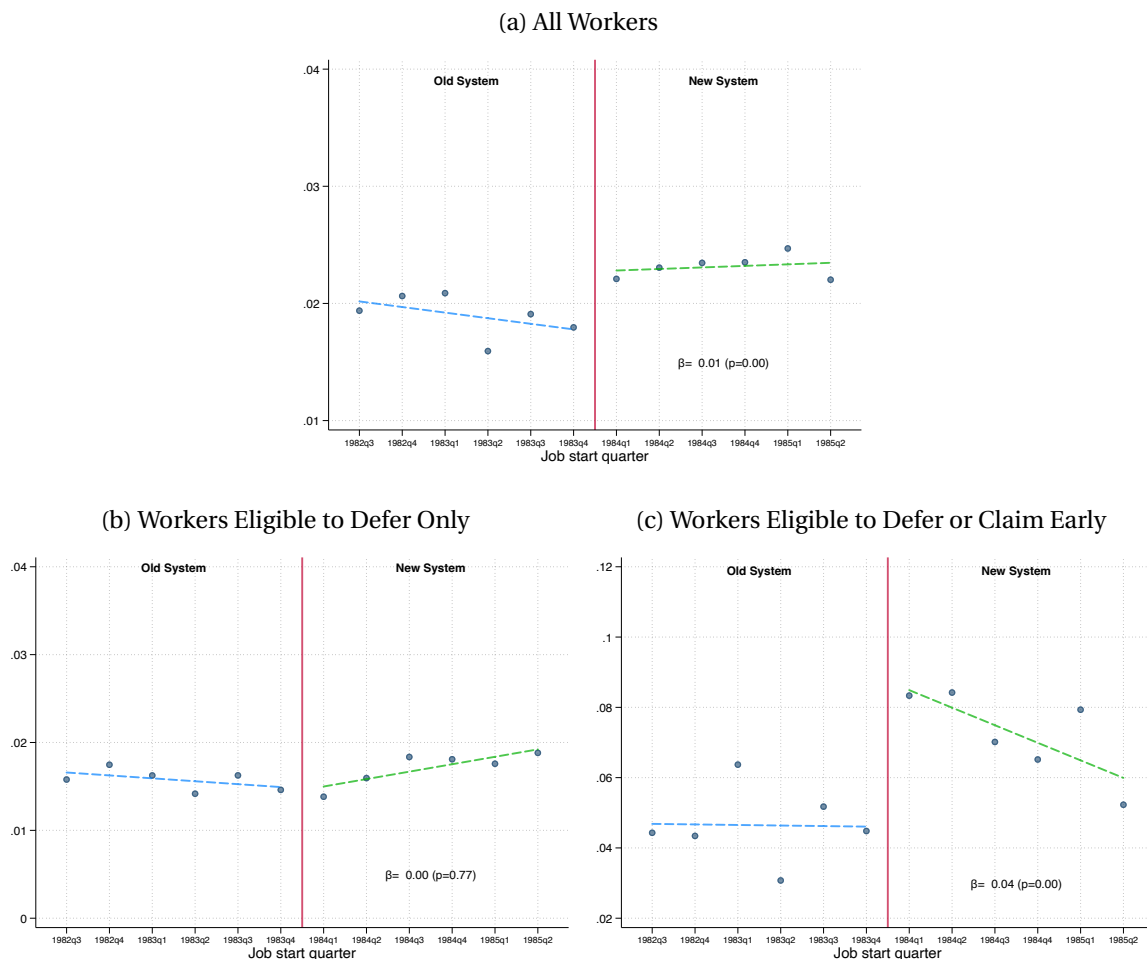 (a) All Workers
.04
.03
.02
.01
Old System
New System
β= 0.01 (p=0.00)
1982q3 1982q4 1983q1 1983q2 1983q3 1983q4 1984q1 1984q2 1984q3 1984q4 1985q1 1985q2
Job start quarter
(b) Workers Eligible to Defer Only
.04
.03
.02
.01
0
Old System
New System
β= 0.00 (p=0.77)
1982q3 1982q4 1983q1 1983q2 1983q3 1983q4 1984q1 1984q2 1984q3 1984q4 1985q1 1985q2
Job start quarter
(c) Workers Eligible to Defer or Claim Early
.12
.1
.08
.06
.04
.02
Old System
New System
β= 0.04 (p=0.00)
1982q3 1982q4 1983q1 1983q2 1983q3 1983q4 1984q1 1984q2 1984q3 1984q4 1985q1 1985q2
Job start quarter